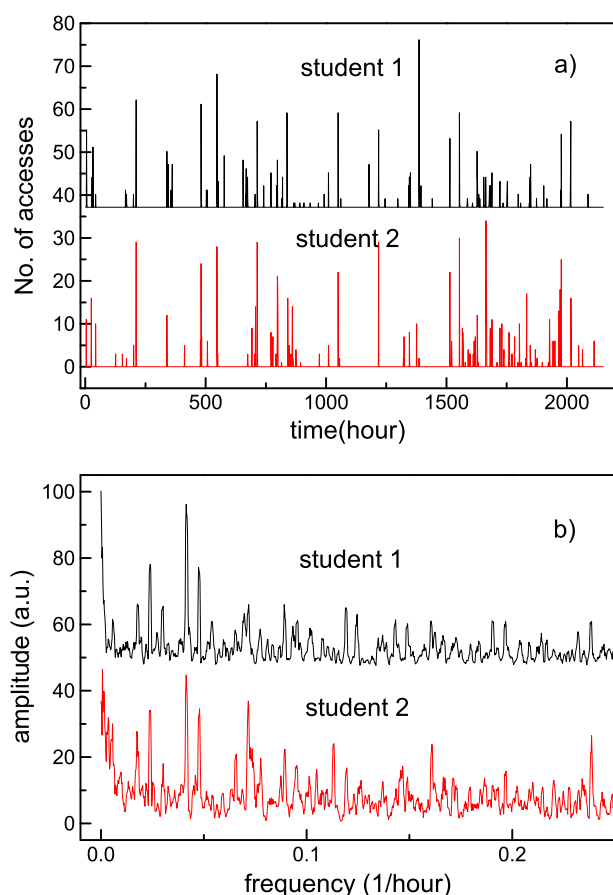 80
70
60
50
40
30
20
10
0
No. of accesses
student 1
a)
student 2
0 500 1000 1500 2000
time(hour)
100
80
60
40
20
0
amplitude (a.u.)
b)
student 1
student 2
0.0 0.1 0.2
frequency (1/hour)